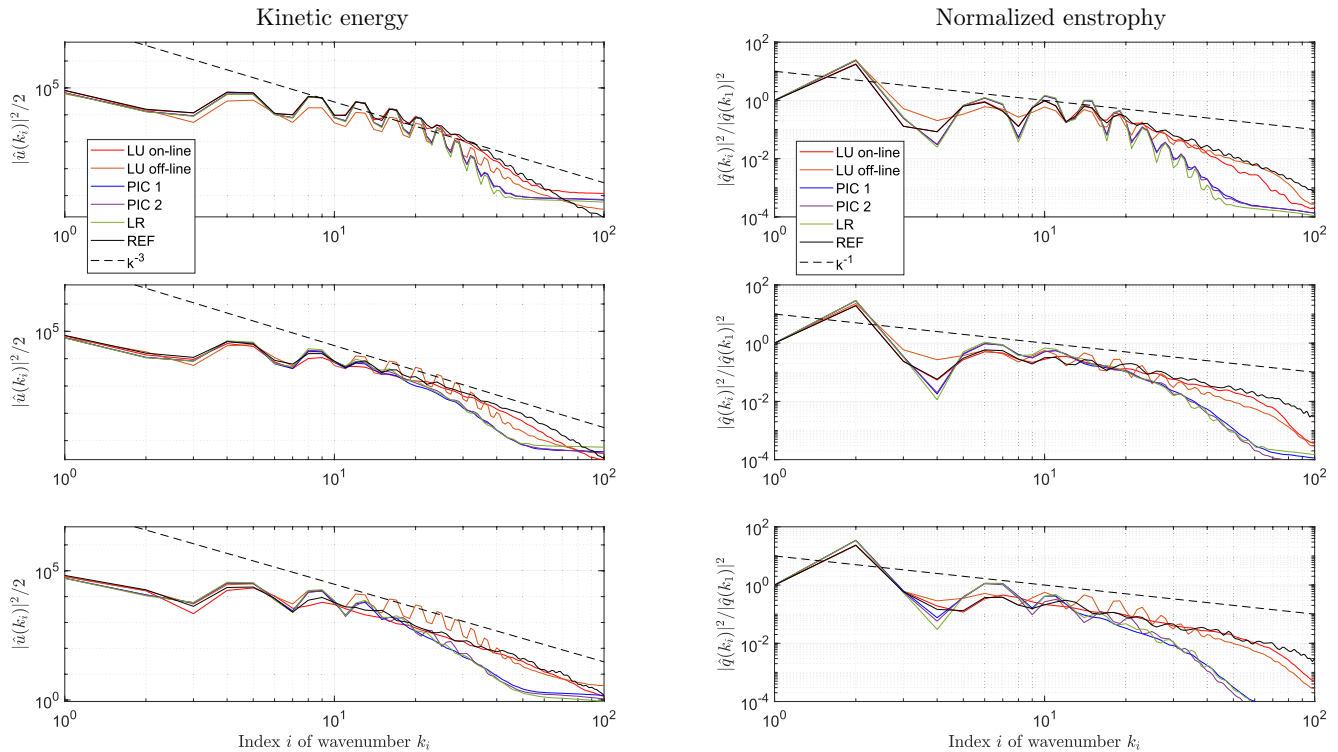 Kinetic energy
10^5
|û(k_i)|^2/2
10^0
10^1
10^2
LU on-line
LU off-line
PIC 1
PIC 2
LR
REF
k^-3
Normalized enstrophy
10^2
10^0
10^-2
10^-4
|q̂(k_i)|^2/|q̂(k_1)|^2
10^0
10^1
10^2
LU on-line
LU off-line
PIC 1
PIC 2
LR
REF
k^-1
10^5
|û(k_i)|^2/2
10^0
10^1
10^2
10^2
10^0
10^-2
10^-4
|q̂(k_i)|^2/|q̂(k_1)|^2
10^0
10^1
10^2
10^5
10^0
|û(k_i)|^2/2
10^0
10^1
10^2
Index i of wavenumber k_i
10^2
10^0
10^-2
10^-4
|q̂(k_i)|^2/|q̂(k_1)|^2
10^0
10^1
10^2
Index i of wavenumber k_i